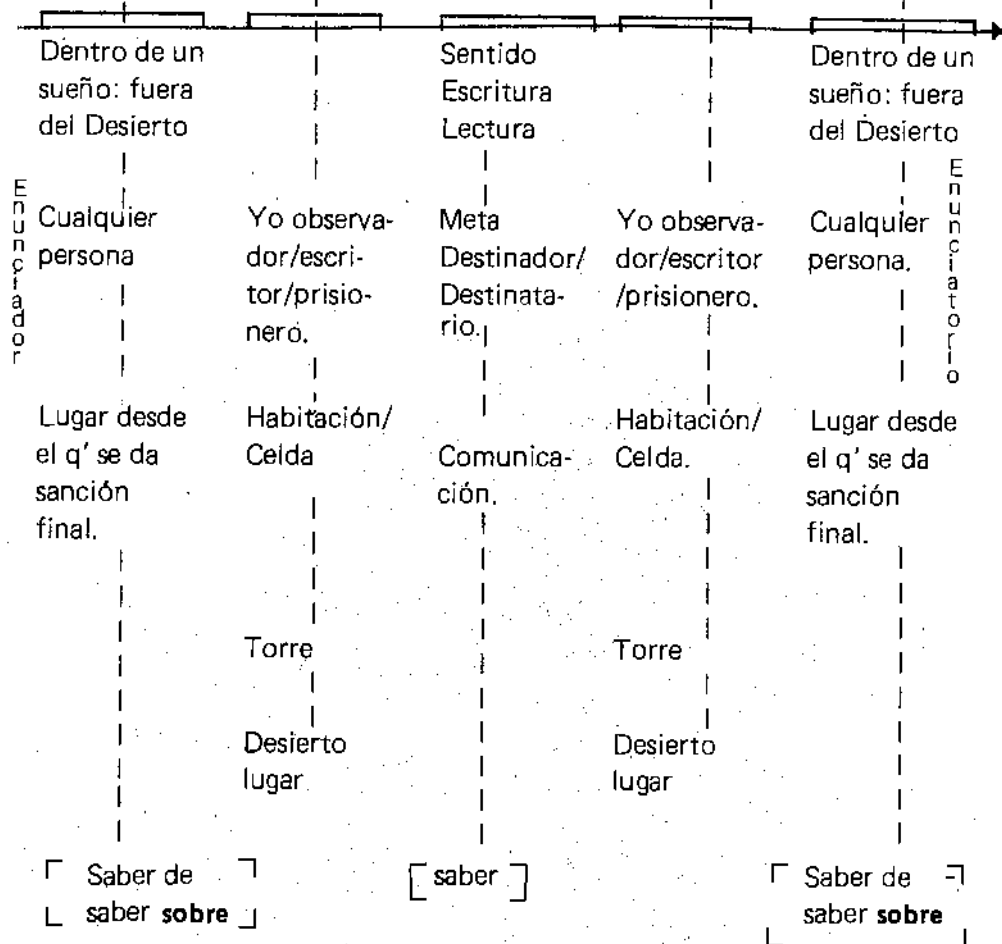 Dentro de un
sueño: fuera
del Desierto
Sentido
Escritura
Lectura
Dentro de un
sueño: fuera
del Desierto
Enunciador
Cualquier
persona
Yo observa-
dor/escri-
tor/prisio-
nero.
Meta
Destinador/
Destinata-
rio.
Yo observa-
dor/escritor
/prisionero.
Cualquier
persona.
Enunciatorio
Lugar desde
el q' se da
sanción
final.
Habitación/
Celda
Comunica-
ción.
Habitación/
Celda.
Lugar desde
el q' se da
sanción
final.
Torre
Torre
Desierto
lugar
Desierto
lugar
Saber de
saber sobre
saber
Saber de
saber sobre